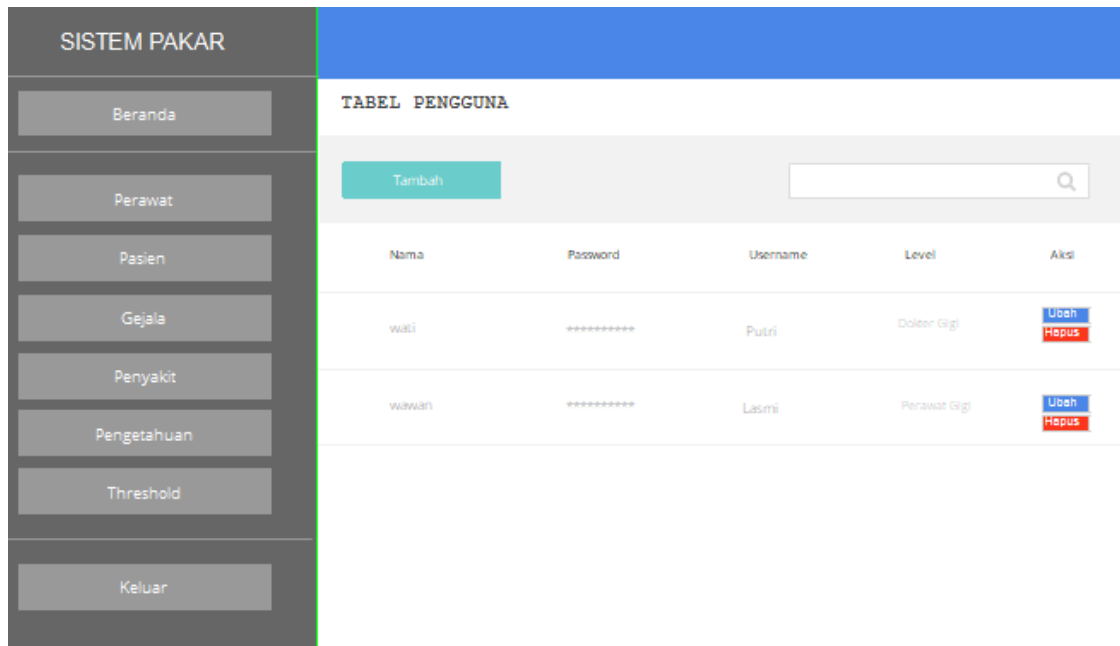 SISTEM PAKAR
Beranda
Perawat
Pasien
Gejala
Penyakit
Pengetahuan
Threshold
Keluar
TABEL PENGGUNA
Tambah
Nama Password Username Level Aksi
wati ********** Putri Dokter Gigi Ubah
Hapus
wawan ********** Lasmi Perawat Gigi Ubah
Hapus